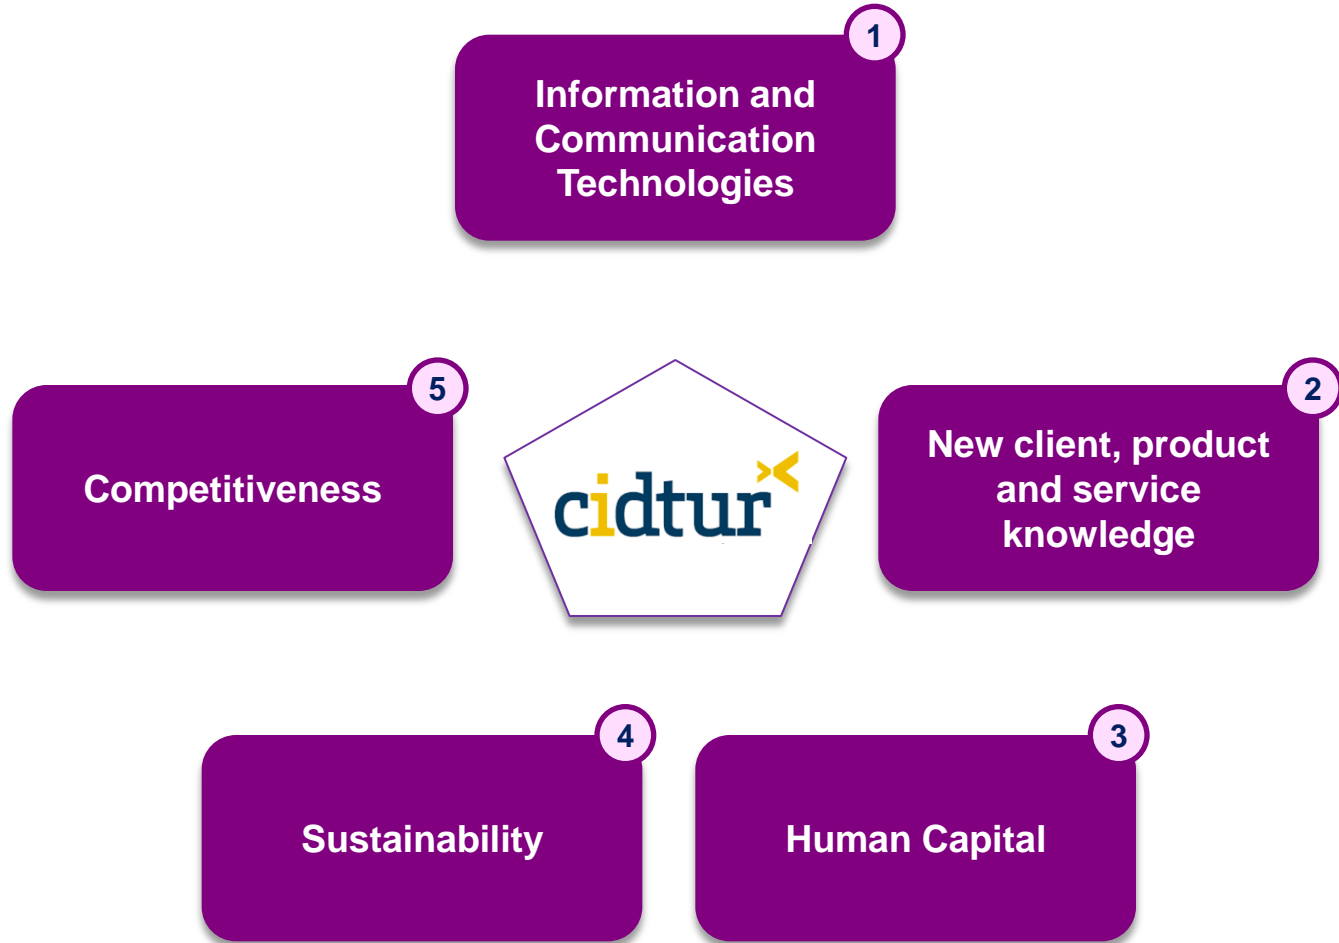 1
Information and
Communication
Technologies
5
Competitiveness
cidtur
2
New client, product
and service
knowledge
4
Sustainability
3
Human Capital